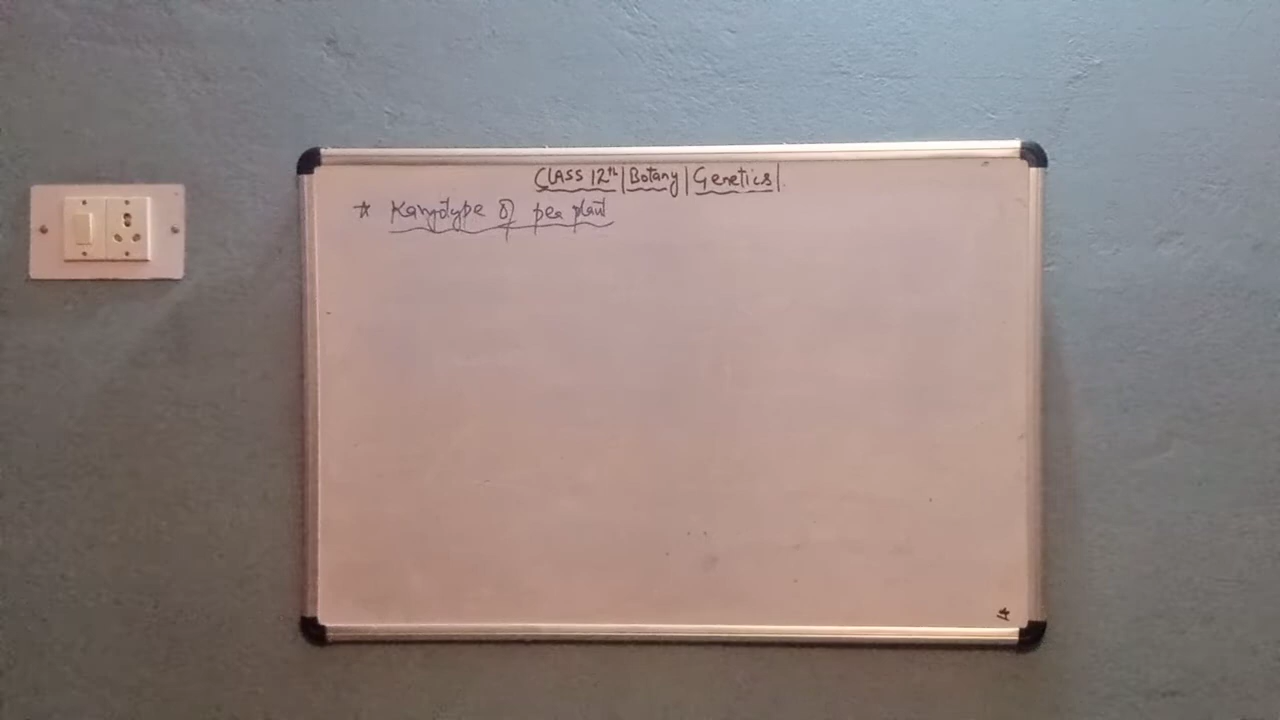 CLASS 12th | Botany | Genetics |
* Karyotype of pea plant